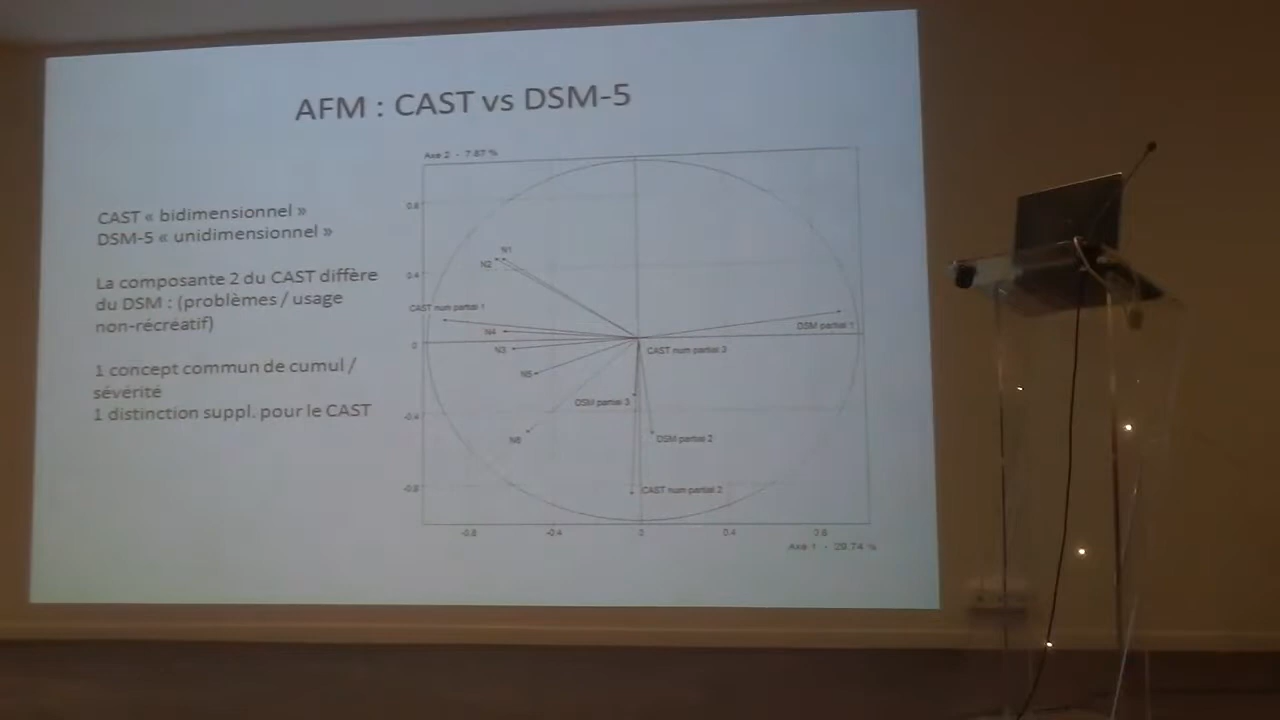 AFM : CAST vs DSM-5
CAST « bidimensionnel »
DSM-5 « unidimensionnel »
La composante 2 du CAST diffère
du DSM : (problèmes / usage
non-récréatif)
1 concept commun de cumul /
sévérité
1 distinction suppl. pour le CAST
Axe 2 - 7.67 %
0.8
N1
N2
0.4
CAST num partial 1
DSM partial 1
N4
0
N3
CAST num partial 3
N5
DSM partial 3
-0.4
N6
DSM partial 2
-0.8
CAST num partial 2
-0.8
-0.4
0
0.4
Axe 1 - 29.74 %